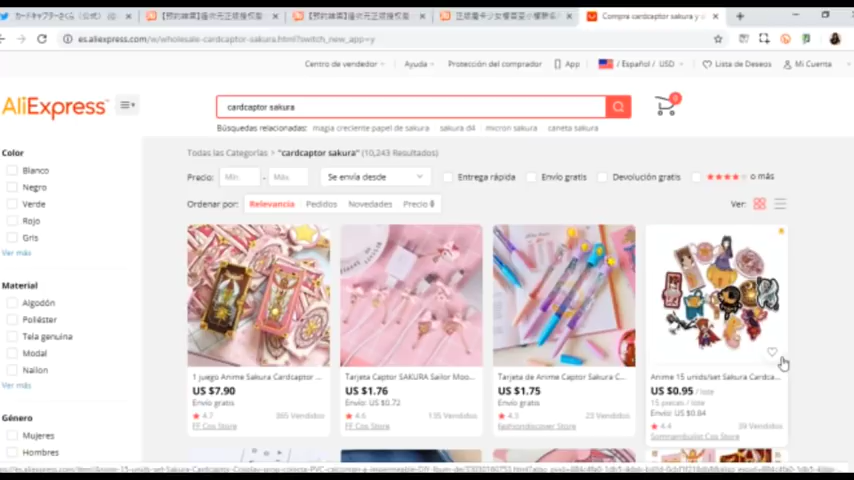 カードキャプターさくら (公式)
Compra cardcaptor sakura y
es.aliexpress.com/w/wholesale-cardcaptor-sakura.html?switch_new_app=y
Centro de vendedor
Ayuda
Protección del comprador
App
/ Español / USD
Lista de Deseos
Mi Cuenta
AliExpress
cardcaptor sakura
0
Búsquedas relacionadas: magia creciente papel de sakura sakura d4 micron sakura caneta sakura
Todas las Categorías > "cardcaptor sakura" (10,243 Resultados)
Precio: Mín. - Máx. Se envía desde Entrega rápida Envío gratis Devolución gratis o más
Ordenar por: Relevancia Pedidos Novedades Precio Ver:
Color
Blanco
Negro
Verde
Rojo
Gris
Ver más
Material
Algodón
Poliéster
Tela genuina
Modal
Nailon
Ver más
Género
Mujeres
Hombres
1 juego Anime Sakura Cardcaptor ...
US $7.90
Envío gratis
4.7 385 Vendidos
FF Cos Store
Tarjeta Captor SAKURA Sailor Moo...
US $1.76
Envío: US $0.72
4.6 135 Vendidos
FF Cos Store
Tarjeta de Anime Captor Sakura C...
US $1.75
4.3 23 Vendidos
fashiondiscover Store
Anime 15 unids/set Sakura Cardca...
US $0.95 / lote
15 piezas / lote
Envío: US $0.84
4.4 39 Vendidos
Sommambulist Cos Store